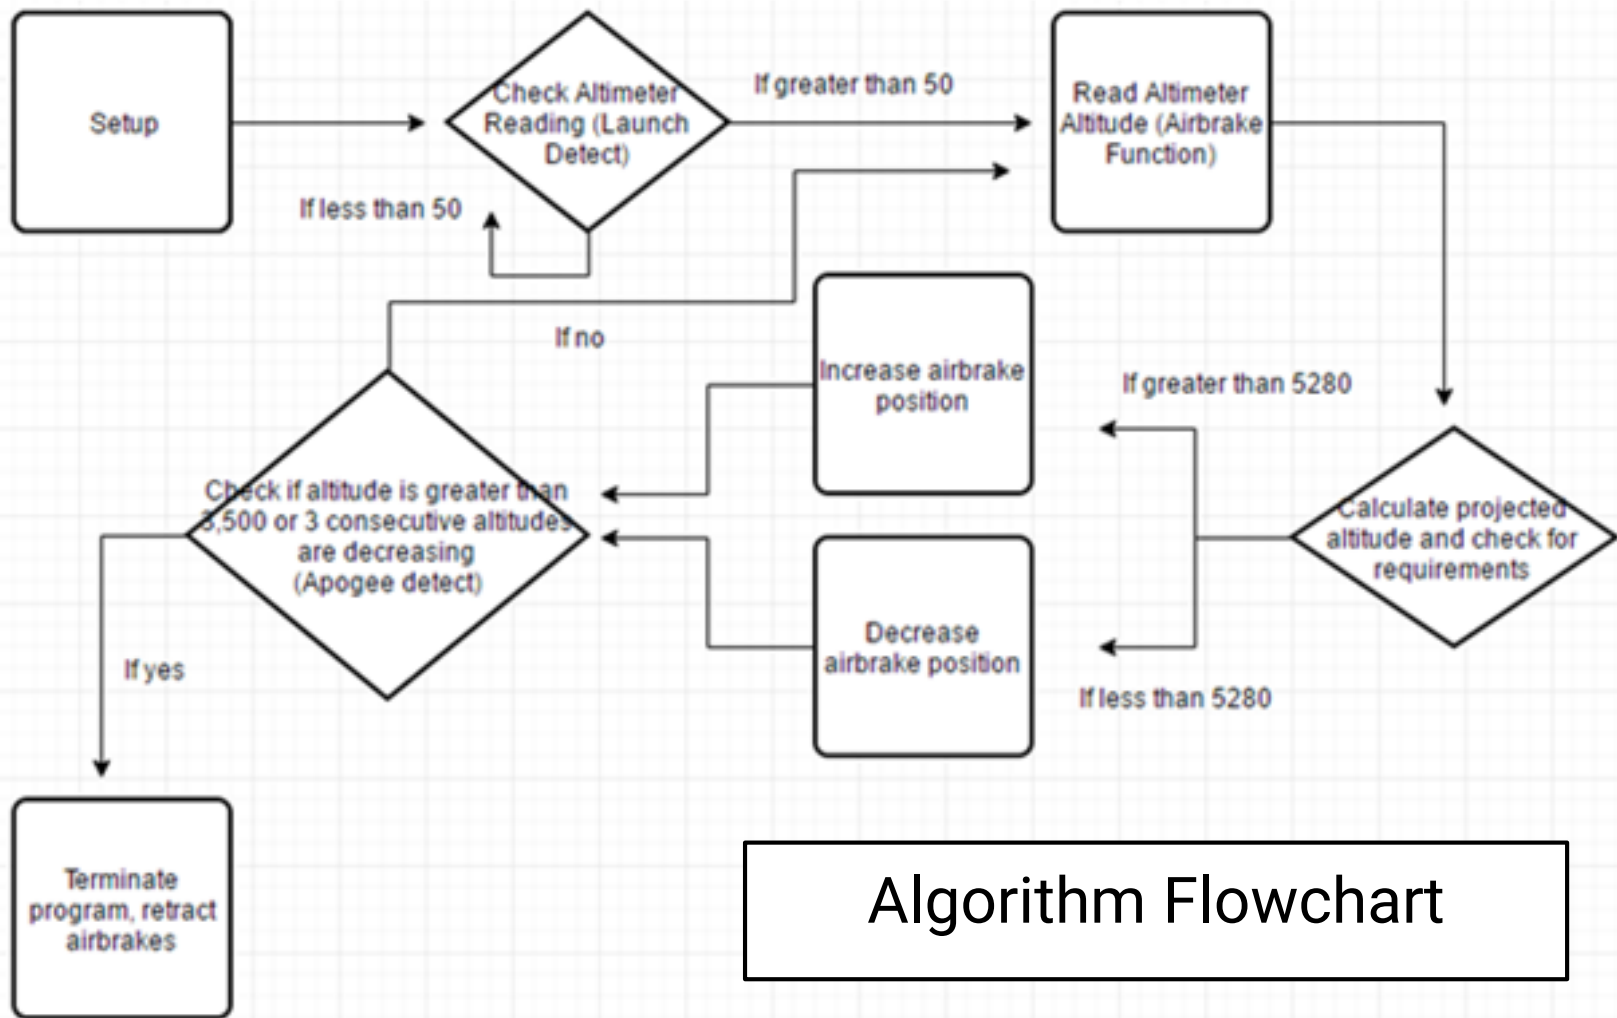 Setup
Check Altimeter
Reading (Launch
Detect)
If greater than 50
Read Altimeter
Altitude (Airbrake
Function)
If less than 50
If no
Increase airbrake
position
If greater than 5280
Calculate projected
altitude and check for
requirements
Check if altitude is greater than
3,500 or 3 consecutive altitudes
are decreasing
(Apogee detect)
Decrease
airbrake position
If less than 5280
If yes
Terminate
program, retract
airbrakes
Algorithm Flowchart